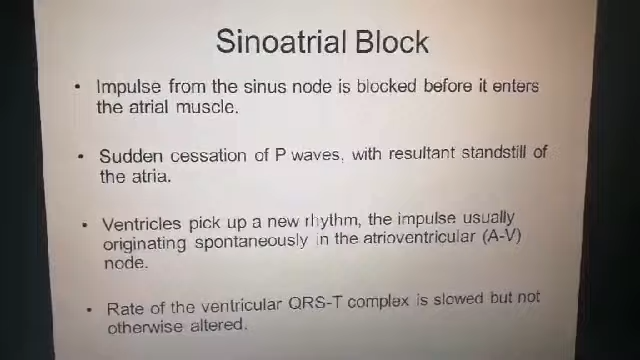 Sinoatrial Block
• Impulse from the sinus node is blocked before it enters
the atrial muscle.
• Sudden cessation of P waves, with resultant standstill of
the atria.
• Ventricles pick up a new rhythm, the impulse usually
originating spontaneously in the atrioventricular (A-V)
node.
• Rate of the ventricular QRS-T complex is slowed but not
otherwise altered.